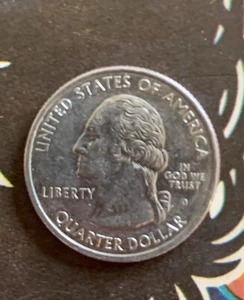 UNITED STATES OF AMERICA
LIBERTY
IN
GOD WE
TRUST
QUARTER DOLLAR